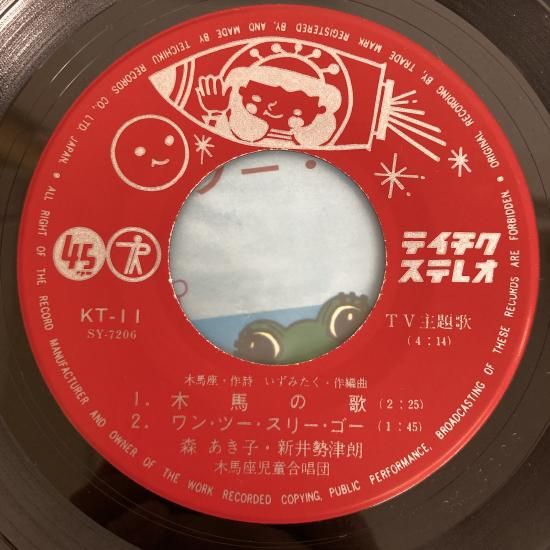 ORIGINAL RECORDING BY, TRADE MARK REGISTERED BY, AND MADE BY TEICHIKU RECORDS CO., LTD. JAPAN. • ALL RIGHT OF THE RECORD MANUFACTURER AND OWNER OF THE WORK RECORDED COPYING, PUBLIC PERFORMANCE, BROADCASTING OF THESE RECORDS ARE FORBIDDEN. •
テイチク
ステレオ
45
KT-11
SY-7206
TV主題歌
(4:14)
木馬座・作詩 いずみたく・作編曲
1. 木馬の歌 (2:25)
2. ワン・ツー・スリー・ゴー (1:45)
森 あき子・新井勢津朗
木馬座児童合唱団